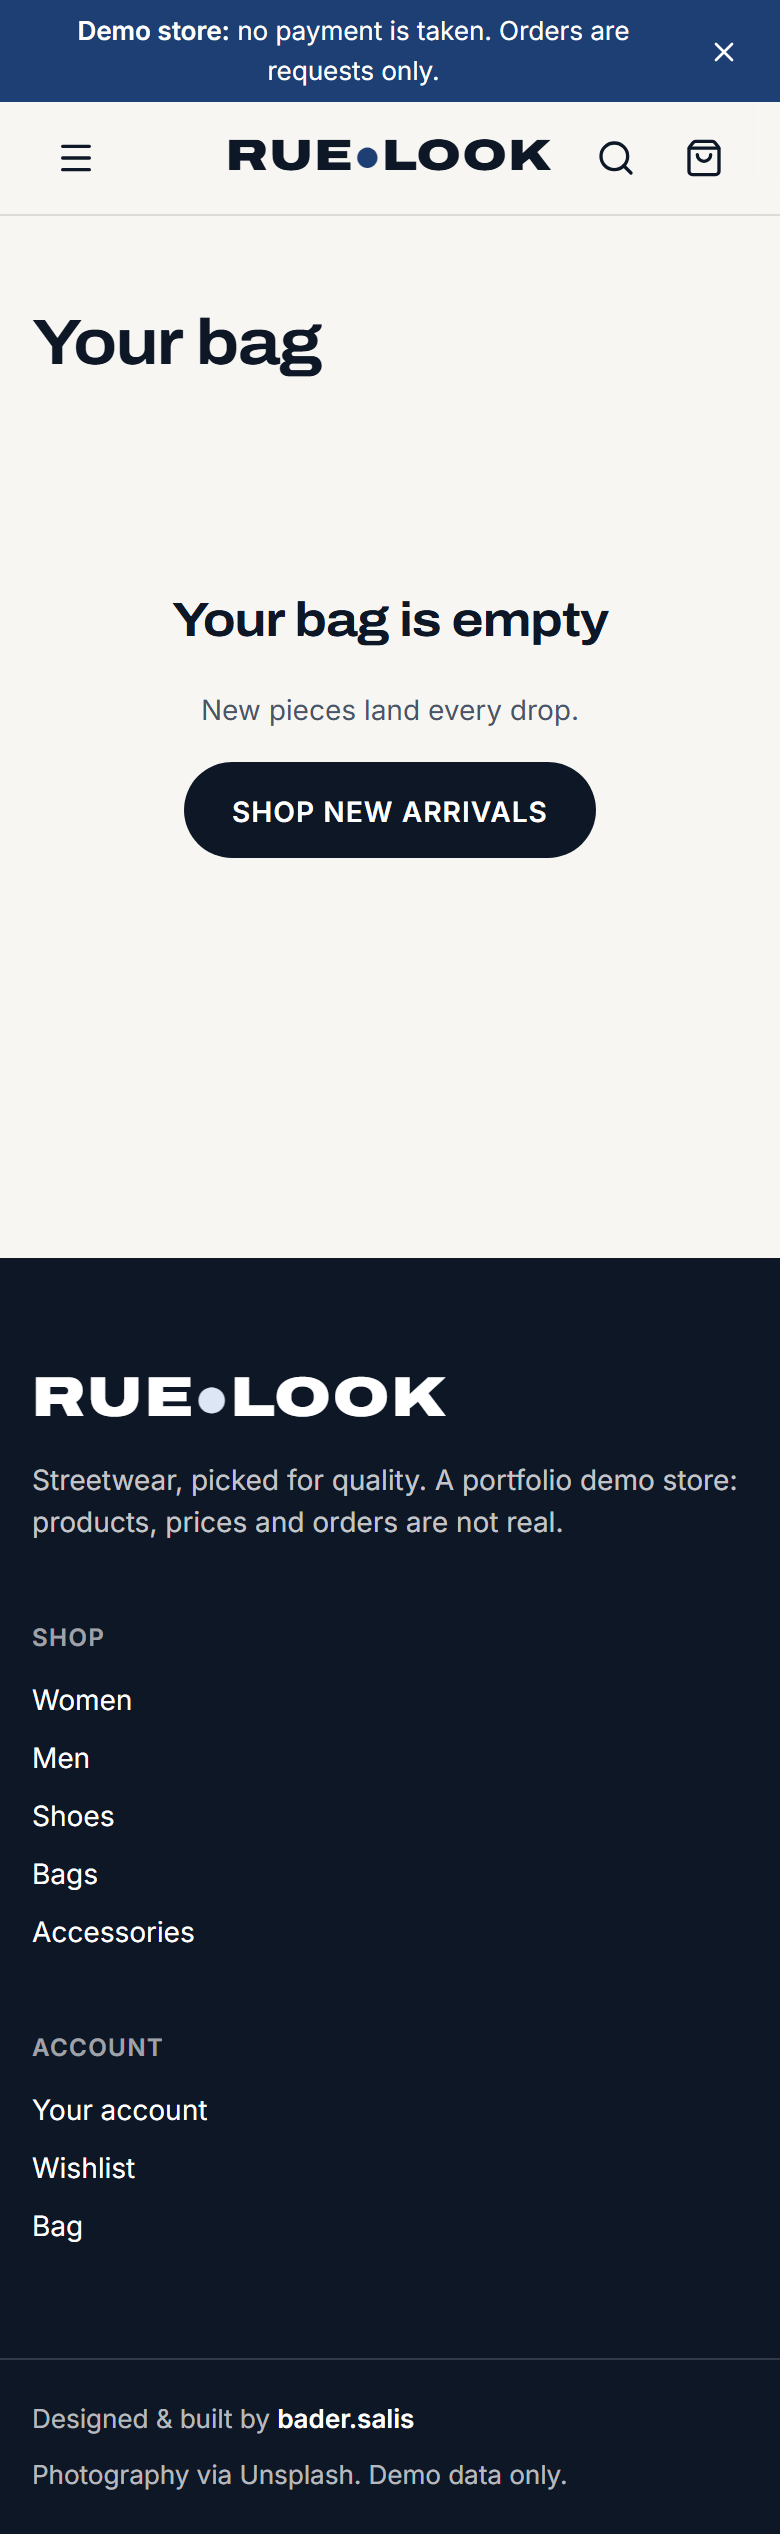 Demo store: no payment is taken. Orders are
requests only.
RUE●LOOK
Your bag
Your bag is empty
New pieces land every drop.
SHOP NEW ARRIVALS
RUE●LOOK
Streetwear, picked for quality. A portfolio demo store:
products, prices and orders are not real.
SHOP
Women
Men
Shoes
Bags
Accessories
ACCOUNT
Your account
Wishlist
Bag
Designed & built by bader.salis
Photography via Unsplash. Demo data only.